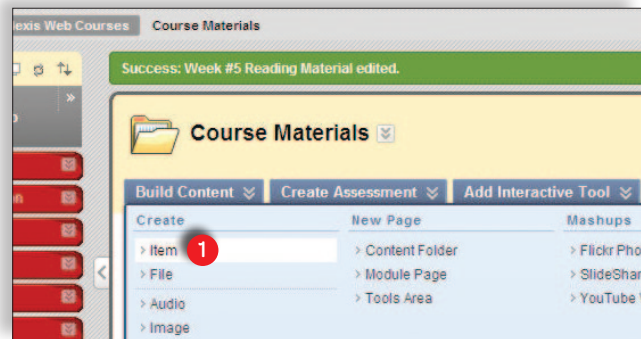 lexis Web Courses Course Materials
Success: Week #5 Reading Material edited.
Course Materials
Build Content Create Assessment Add Interactive Tool
Create New Page Mashups
> Item 1 > Content Folder > Flickr Pho
> File > Module Page > SlideShar
> Audio > Tools Area > YouTube
> Image